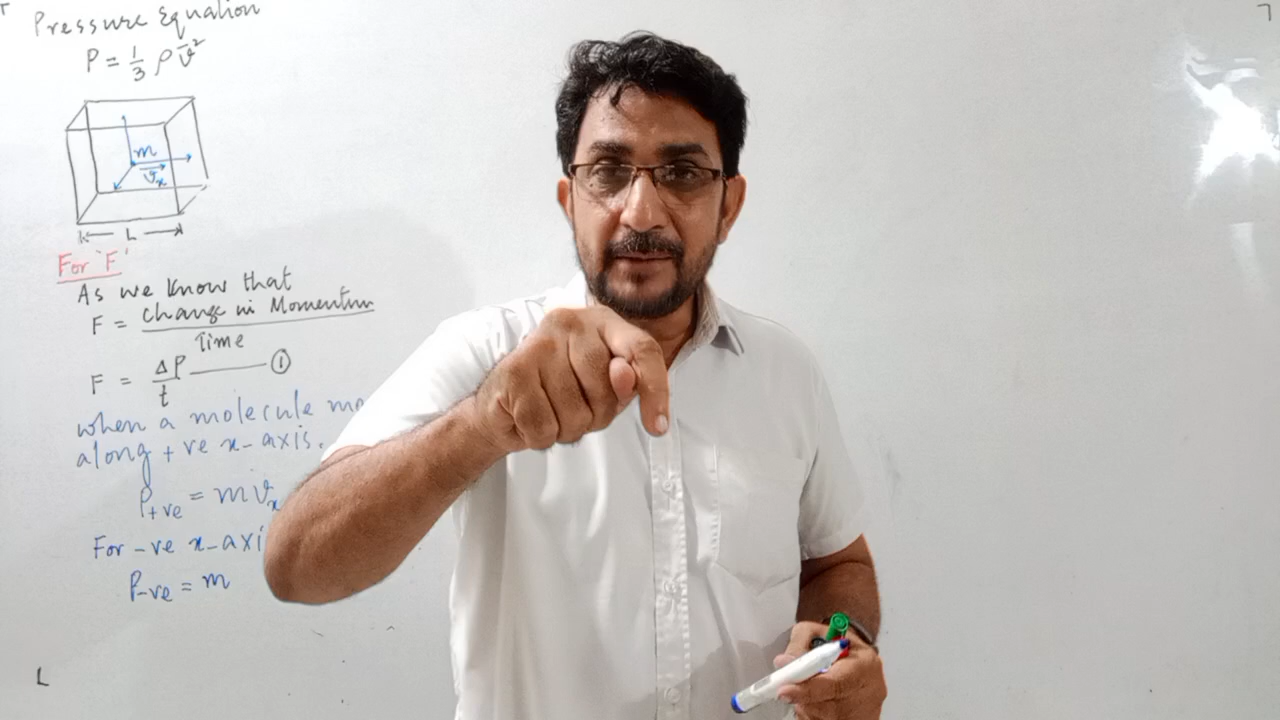 Pressure Equation
P = 1/3 ρ v̄²
m
vₓ
L
For 'F'
As we know that
F = change in Momentum / Time
F = ΔP / t ——— ①
when a molecule mo
along +ve x-axis.
P+ve = mvₓ
For -ve x-axi
P-ve = m